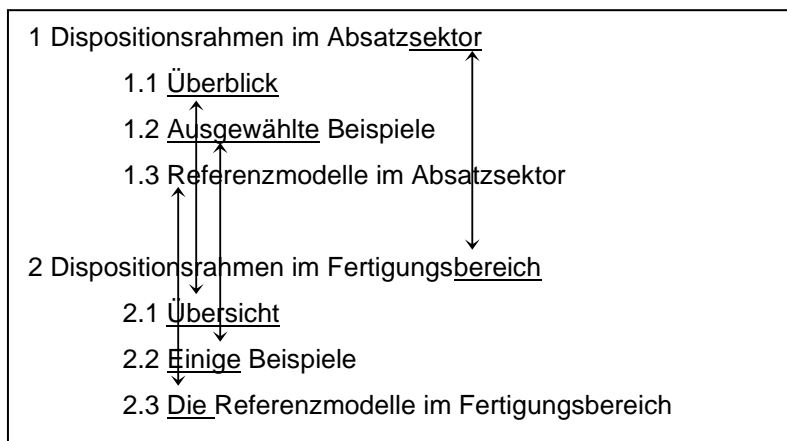 1 Dispositionsrahmen im Absatzsektor
1.1 Überblick
1.2 Ausgewählte Beispiele
1.3 Referenzmodelle im Absatzsektor
2 Dispositionsrahmen im Fertigungsbereich
2.1 Übersicht
2.2 Einige Beispiele
2.3 Die Referenzmodelle im Fertigungsbereich